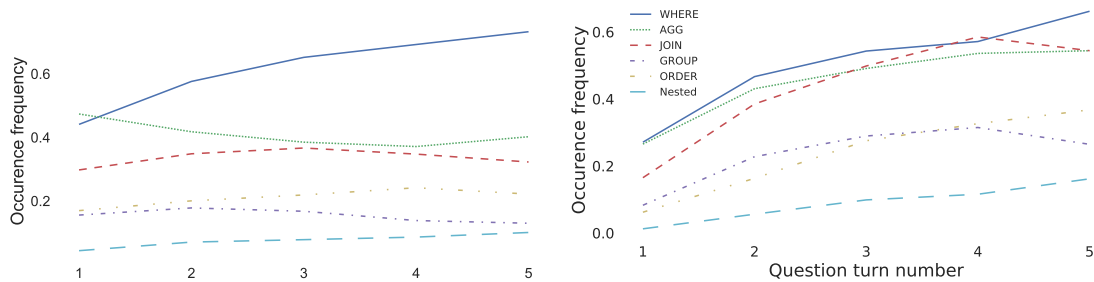 Occurence frequency
0.6
0.4
0.2
1 2 3 4 5
WHERE
AGG
JOIN
GROUP
ORDER
Nested
Occurence frequency
0.6
0.4
0.2
0.0
1 2 3 4 5
Question turn number